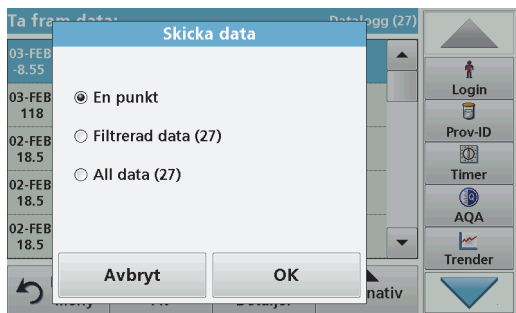 Ta fram data:
Datalogg (27)
Skicka data
03-FEB
-8.55
03-FEB
118
02-FEB
18.5
02-FEB
18.5
02-FEB
18.5
En punkt
Filtrerad data (27)
All data (27)
Avbryt
OK
Login
Prov-ID
Timer
AQA
Trender